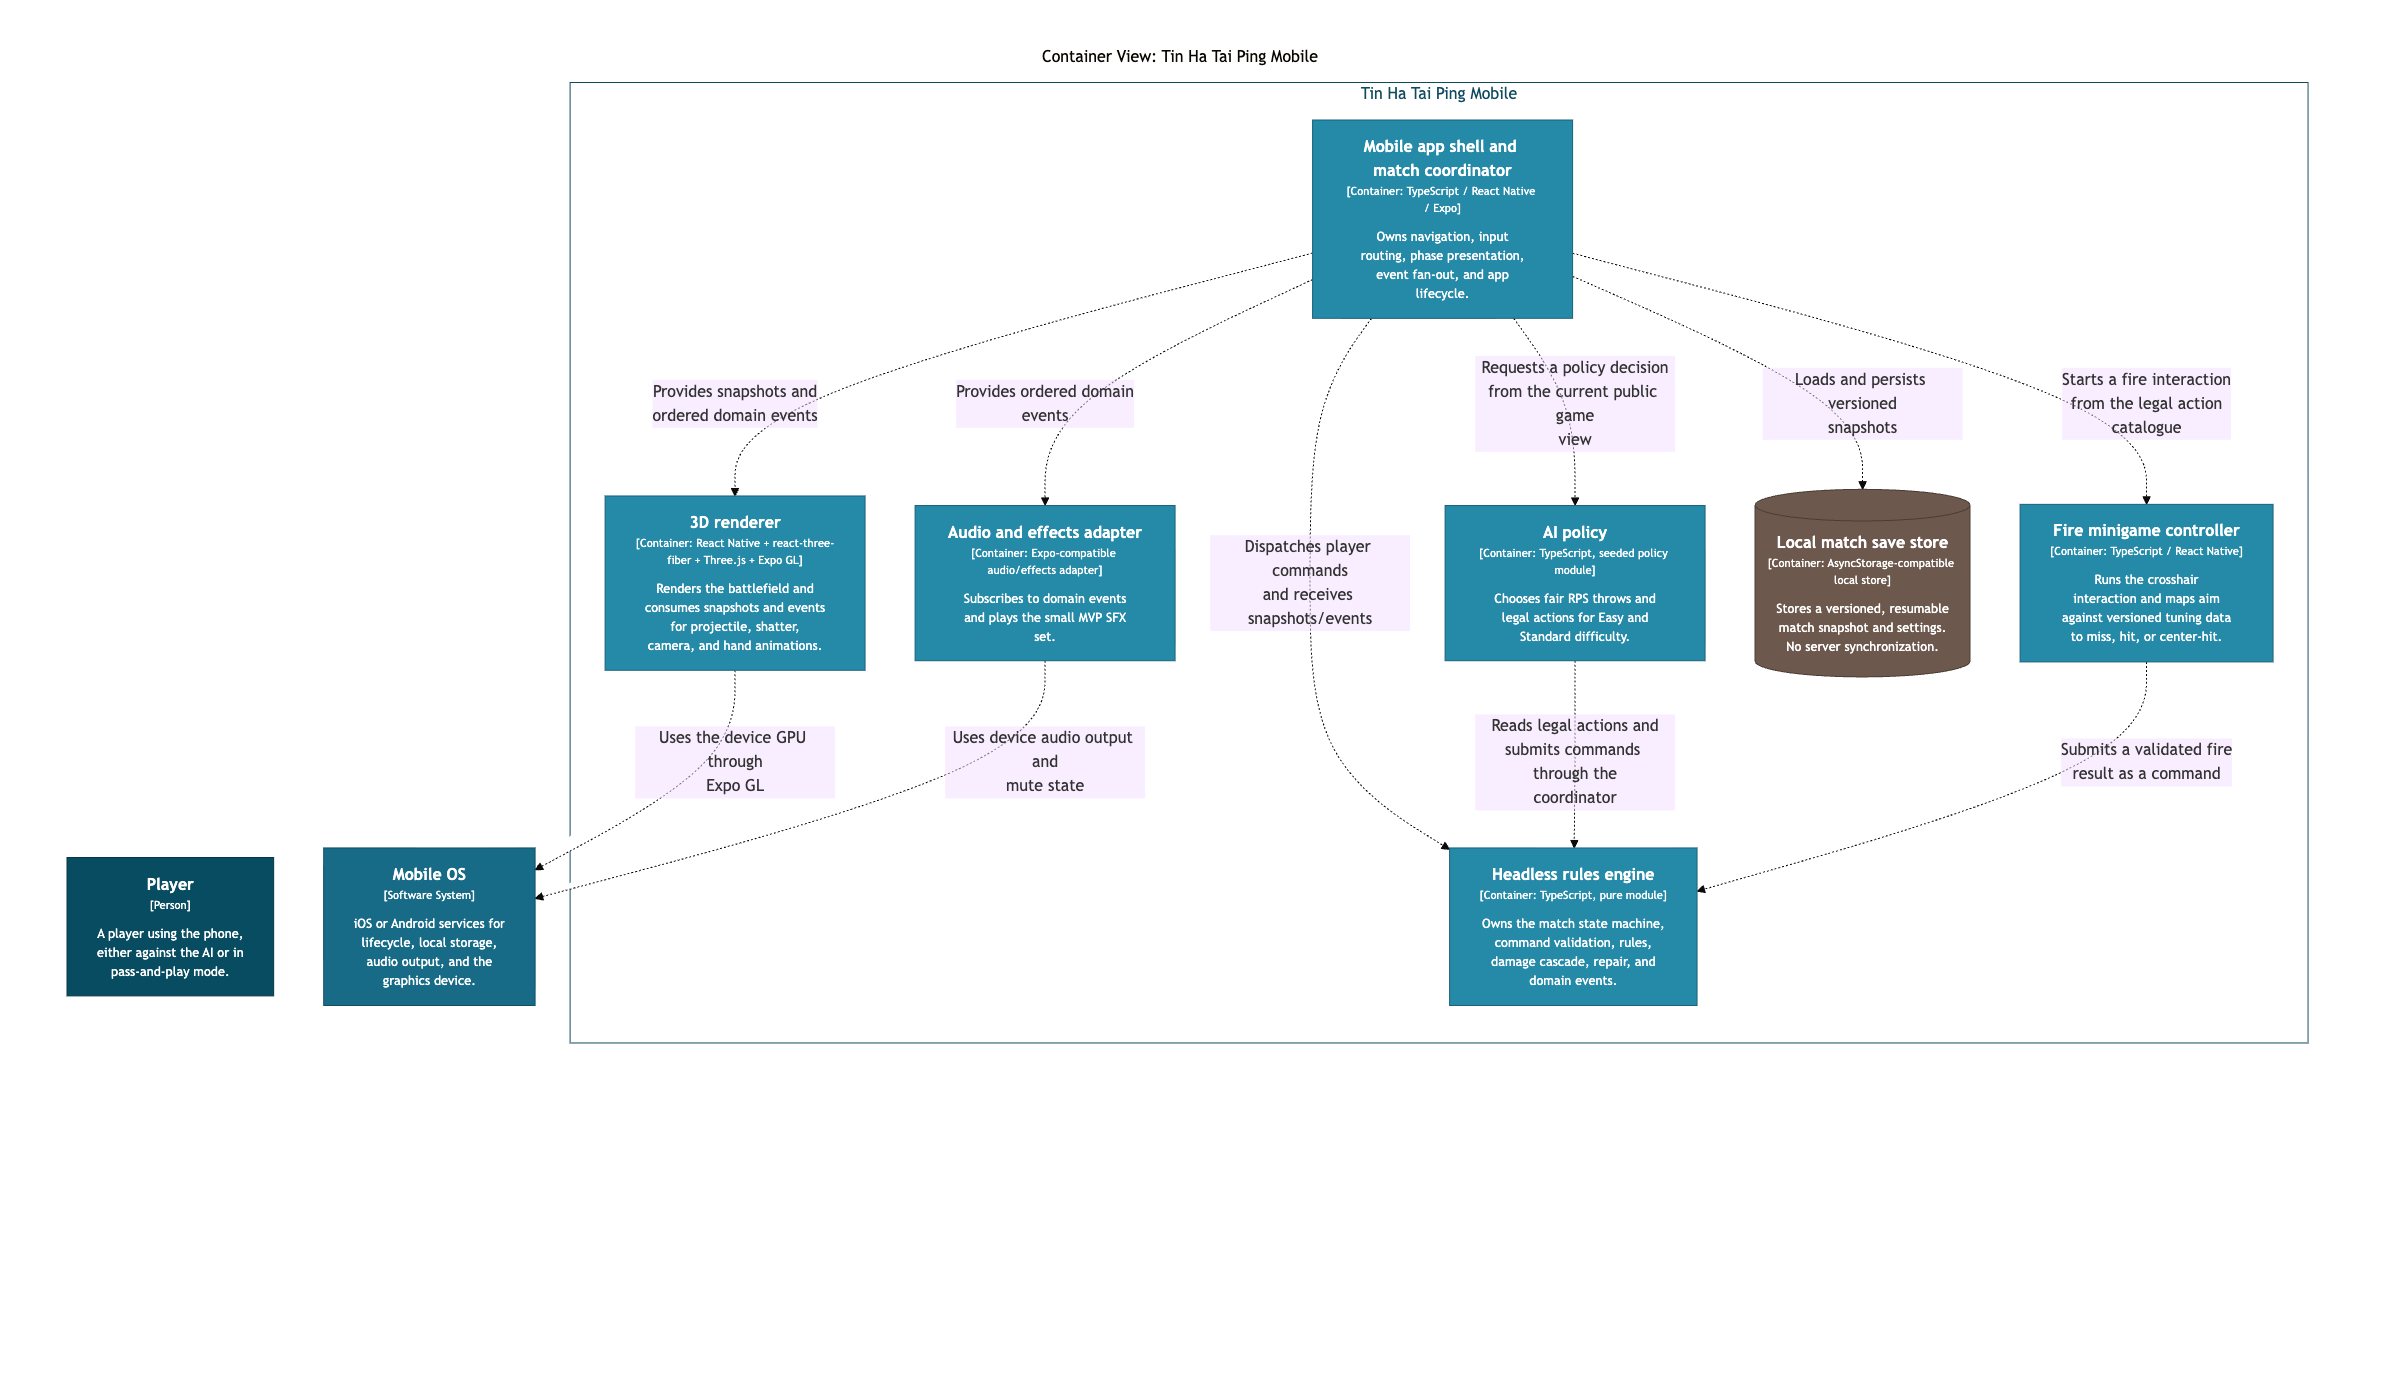 Container View: Tin Ha Tai Ping Mobile
Tin Ha Tai Ping Mobile
Mobile app shell and
match coordinator
[Container: TypeScript / React Native
/ Expo]
Owns navigation, input
routing, phase presentation,
event fan-out, and app
lifecycle.
Provides snapshots and
ordered domain events
Provides ordered domain
events
Requests a policy decision
from the current public
game
view
Loads and persists
versioned
snapshots
Starts a fire interaction
from the legal action
catalogue
3D renderer
[Container: React Native + react-three-
fiber + Three.js + Expo GL]
Renders the battlefield and
consumes snapshots and events
for projectile, shatter,
camera, and hand animations.
Audio and effects adapter
[Container: Expo-compatible
audio/effects adapter]
Subscribes to domain events
and plays the small MVP SFX
set.
Dispatches player
commands
and receives
snapshots/events
AI policy
[Container: TypeScript, seeded policy
module]
Chooses fair RPS throws and
legal actions for Easy and
Standard difficulty.
Local match save store
[Container: AsyncStorage-compatible
local store]
Stores a versioned, resumable
match snapshot and settings.
No server synchronization.
Fire minigame controller
[Container: TypeScript / React Native]
Runs the crosshair
interaction and maps aim
against versioned tuning data
to miss, hit, or center-hit.
Uses the device GPU
through
Expo GL
Uses device audio output
and
mute state
Reads legal actions and
submits commands
through the
coordinator
Submits a validated fire
result as a command
Player
[Person]
A player using the phone,
either against the AI or in
pass-and-play mode.
Mobile OS
[Software System]
iOS or Android services for
lifecycle, local storage,
audio output, and the
graphics device.
Headless rules engine
[Container: TypeScript, pure module]
Owns the match state machine,
command validation, rules,
damage cascade, repair, and
domain events.